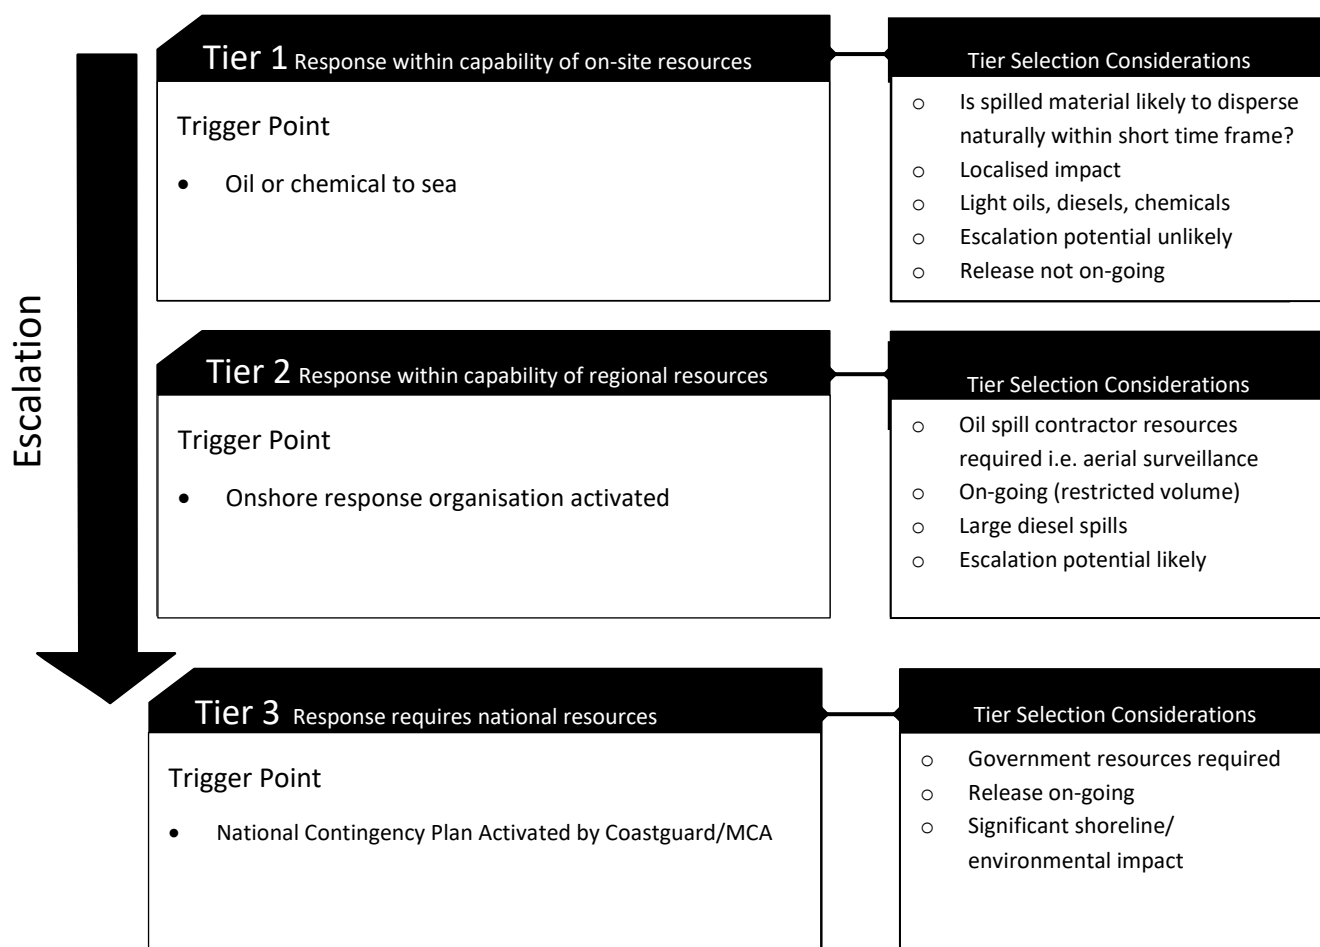 Escalation
Tier 1 Response within capability of on-site resources
Trigger Point
• Oil or chemical to sea
Tier Selection Considerations
o Is spilled material likely to disperse
naturally within short time frame?
o Localised impact
o Light oils, diesels, chemicals
o Escalation potential unlikely
o Release not on-going
Tier 2 Response within capability of regional resources
Trigger Point
• Onshore response organisation activated
Tier Selection Considerations
o Oil spill contractor resources
required i.e. aerial surveillance
o On-going (restricted volume)
o Large diesel spills
o Escalation potential likely
Tier 3 Response requires national resources
Trigger Point
• National Contingency Plan Activated by Coastguard/MCA
Tier Selection Considerations
o Government resources required
o Release on-going
o Significant shoreline/
environmental impact